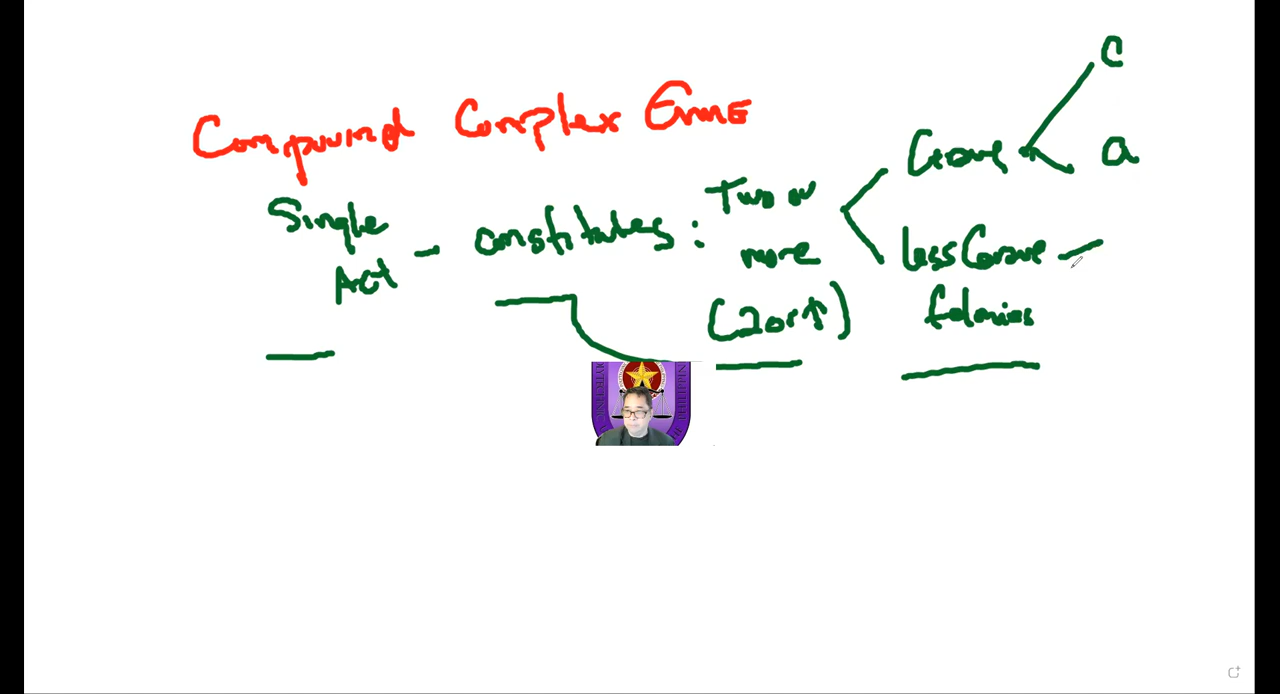 Compound Complex Crime
Single Act - constitutes: Two or more (2 or ↑)
Grave
C
a
less Grave -
felonies